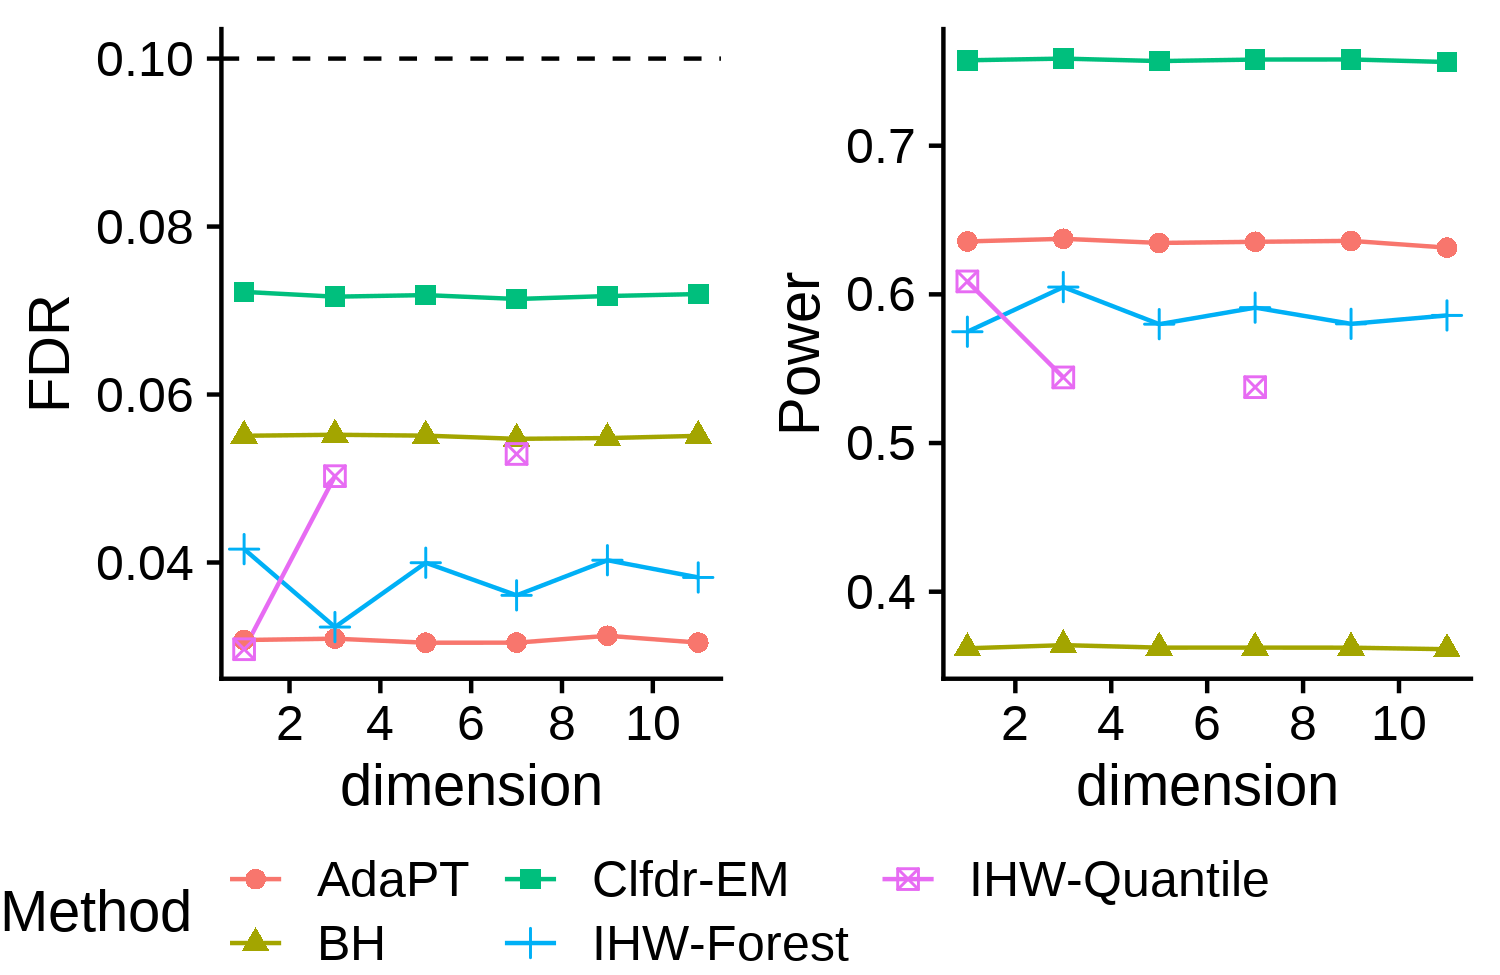 FDR
0.10
0.08
0.06
0.04
2 4 6 8 10
dimension
Power
0.7
0.6
0.5
0.4
2 4 6 8 10
dimension
Method
AdaPT Clfdr-EM IHW-Quantile
BH IHW-Forest